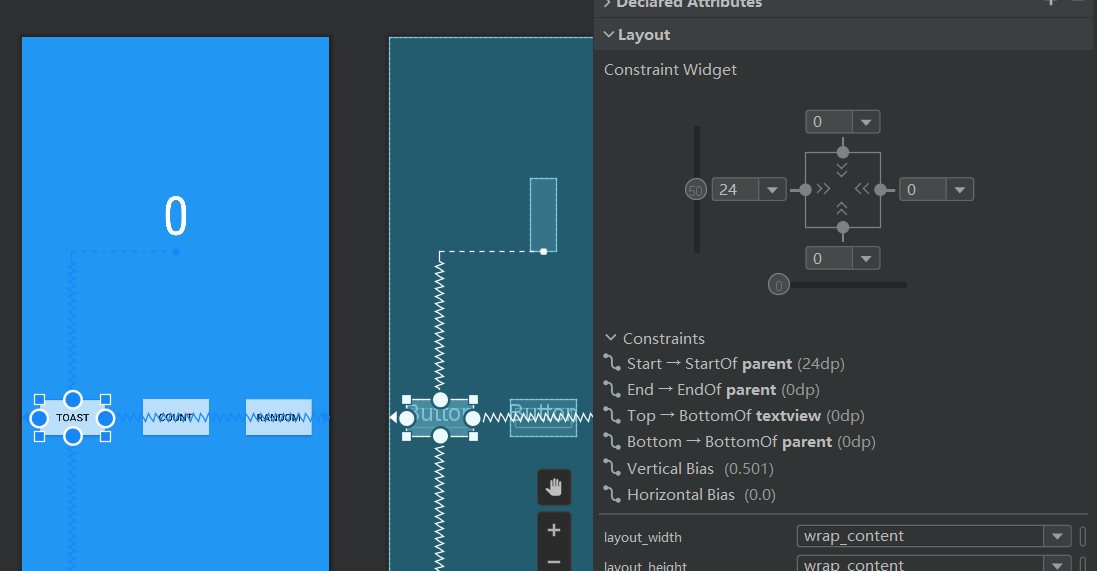 Declared Attributes
Layout
Constraint Widget
0
0
50
24
0
0
0
Constraints
Start → StartOf parent (24dp)
End → EndOf parent (0dp)
Top → BottomOf textview (0dp)
Bottom → BottomOf parent (0dp)
TOAST
COUNT
RANDOM
Button
Button
Vertical Bias (0.501)
Horizontal Bias (0.0)
layout_width
wrap_content
layout_height
wrap_content